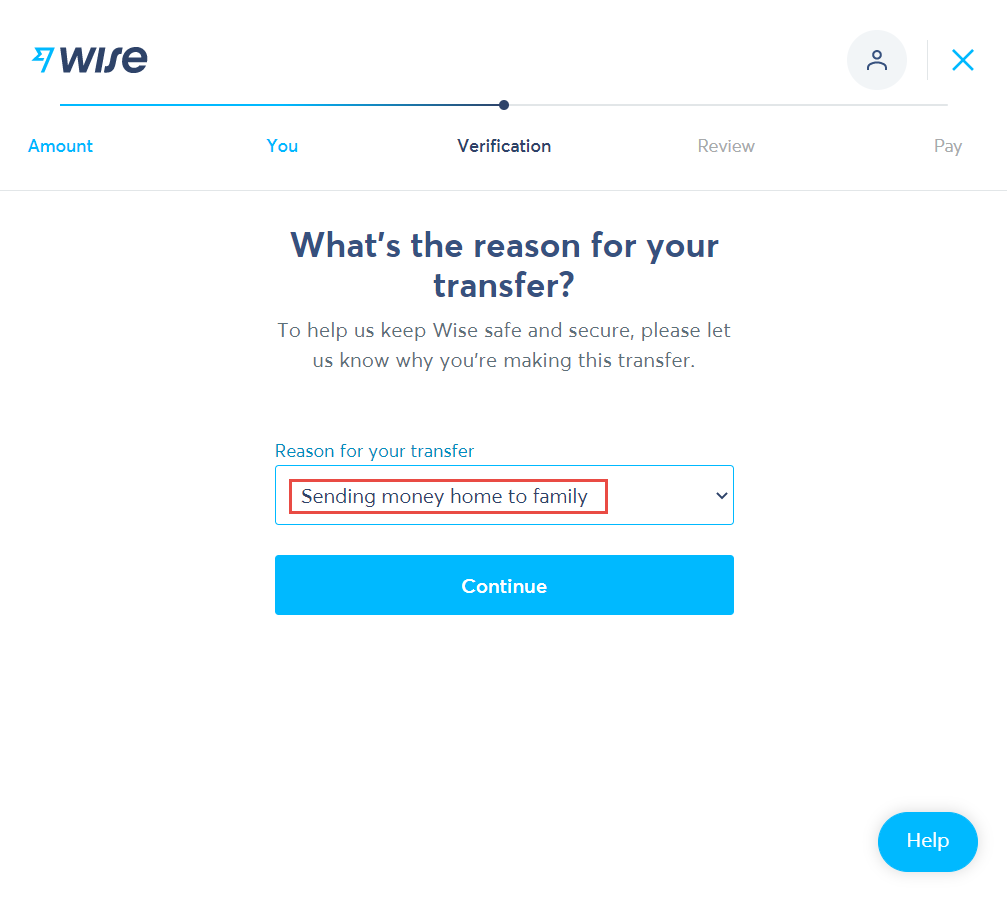 wise
Amount You Verification Review Pay
What's the reason for your
transfer?
To help us keep Wise safe and secure, please let
us know why you're making this transfer.
Reason for your transfer
Sending money home to family
Continue
Help